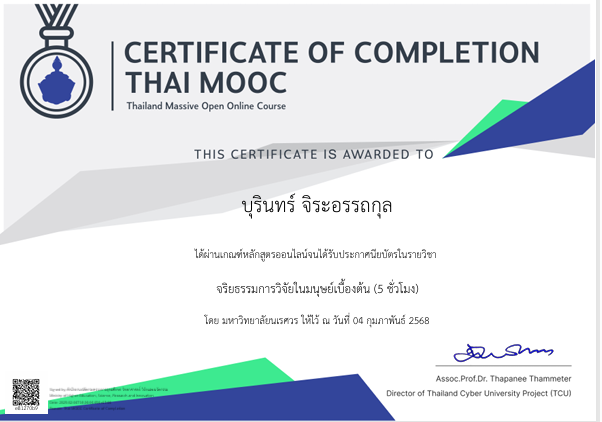 CERTIFICATE OF COMPLETION
THAI MOOC
Thailand Massive Open Online Course
THIS CERTIFICATE IS AWARDED TO
บุรินทร์ จิระอรรถกุล
ได้ผ่านเกณฑ์หลักสูตรออนไลน์จนได้รับประกาศนียบัตรในรายวิชา
จริยธรรมการวิจัยในมนุษย์เบื้องต้น (5 ชั่วโมง)
โดย มหาวิทยาลัยนเรศวร ให้ไว้ ณ วันที่ 04 กุมภาพันธ์ 2568
Assoc.Prof.Dr. Thapanee Thammeter
Director of Thailand Cyber University Project (TCU)